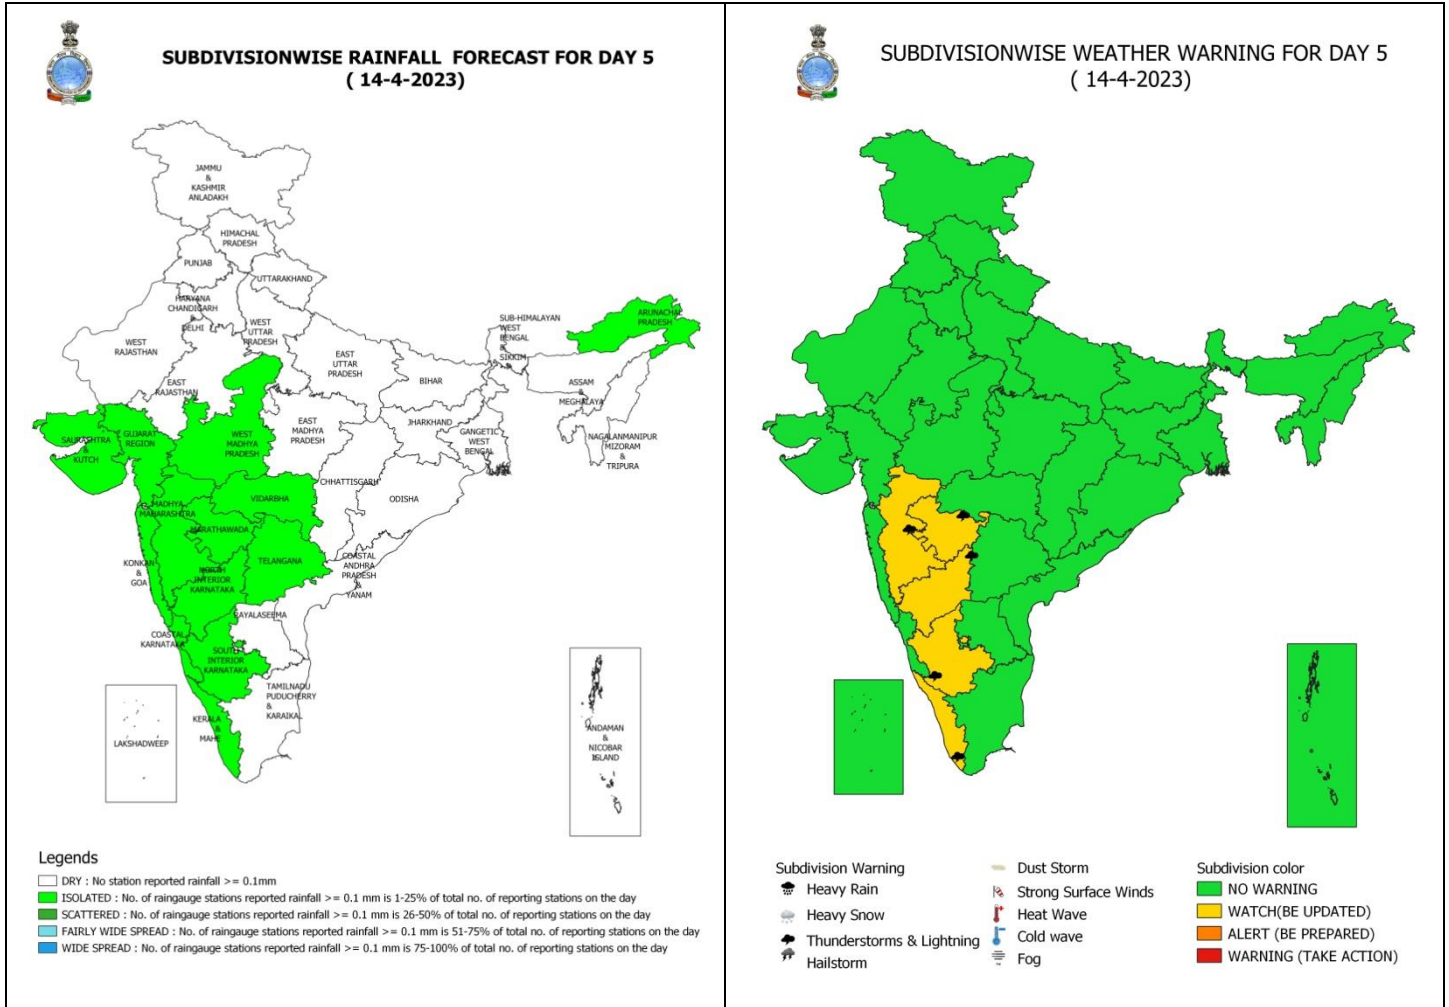 SUBDIVISIONWISE RAINFALL FORECAST FOR DAY 5
( 14-4-2023)
JAMMU
&
KASHMIR
ANLADAKH
HIMACHAL
PRADESH
PUNJAB
UTTARAKHAND
HARYANA
CHANDIGARH
&
DELHI
WEST
UTTAR
PRADESH
WEST
RAJASTHAN
EAST
RAJASTHAN
EAST
UTTAR
PRADESH
BIHAR
SUB-HIMALAYAN
WEST
BENGAL
&
SIKKIM
ARUNACHAL
PRADESH
ASSAM
&
MEGHALAYA
NAGALANMANIPUR
MIZORAM
&
TRIPURA
SAURASHTRA
&
KUTCH
GUJARAT
REGION
WEST
MADHYA
PRADESH
EAST
MADHYA
PRADESH
JHARKHAND
GANGETIC
WEST
BENGAL
CHHATTISGARH
ODISHA
VIDARBHA
MADHYA
MAHARASHTRA
MARATHAWADA
TELANGANA
KONKAN
&
GOA
NORTH
INTERIOR
KARNATAKA
COASTAL
ANDHRA
PRADESH
&
YANAM
RAYALASEEMA
COASTAL
KARNATAKA
SOUTH
INTERIOR
KARNATAKA
TAMILNADU
PUDUCHERRY
&
KARAIKAL
KERALA
&
MAHE
LAKSHADWEEP
ANDAMAN
&
NICOBAR
ISLAND
Legends
DRY : No station reported rainfall >= 0.1mm
ISOLATED : No. of raingauge stations reported rainfall >= 0.1 mm is 1-25% of total no. of reporting stations on the day
SCATTERED : No. of raingauge stations reported rainfall >= 0.1 mm is 26-50% of total no. of reporting stations on the day
FAIRLY WIDE SPREAD : No. of raingauge stations reported rainfall >= 0.1 mm is 51-75% of total no. of reporting stations on the day
WIDE SPREAD : No. of raingauge stations reported rainfall >= 0.1 mm is 75-100% of total no. of reporting stations on the day
SUBDIVISIONWISE WEATHER WARNING FOR DAY 5
( 14-4-2023)
Subdivision Warning
Heavy Rain
Heavy Snow
Thunderstorms & Lightning
Hailstorm
Dust Storm
Strong Surface Winds
Heat Wave
Cold wave
Fog
Subdivision color
NO WARNING
WATCH(BE UPDATED)
ALERT (BE PREPARED)
WARNING (TAKE ACTION)